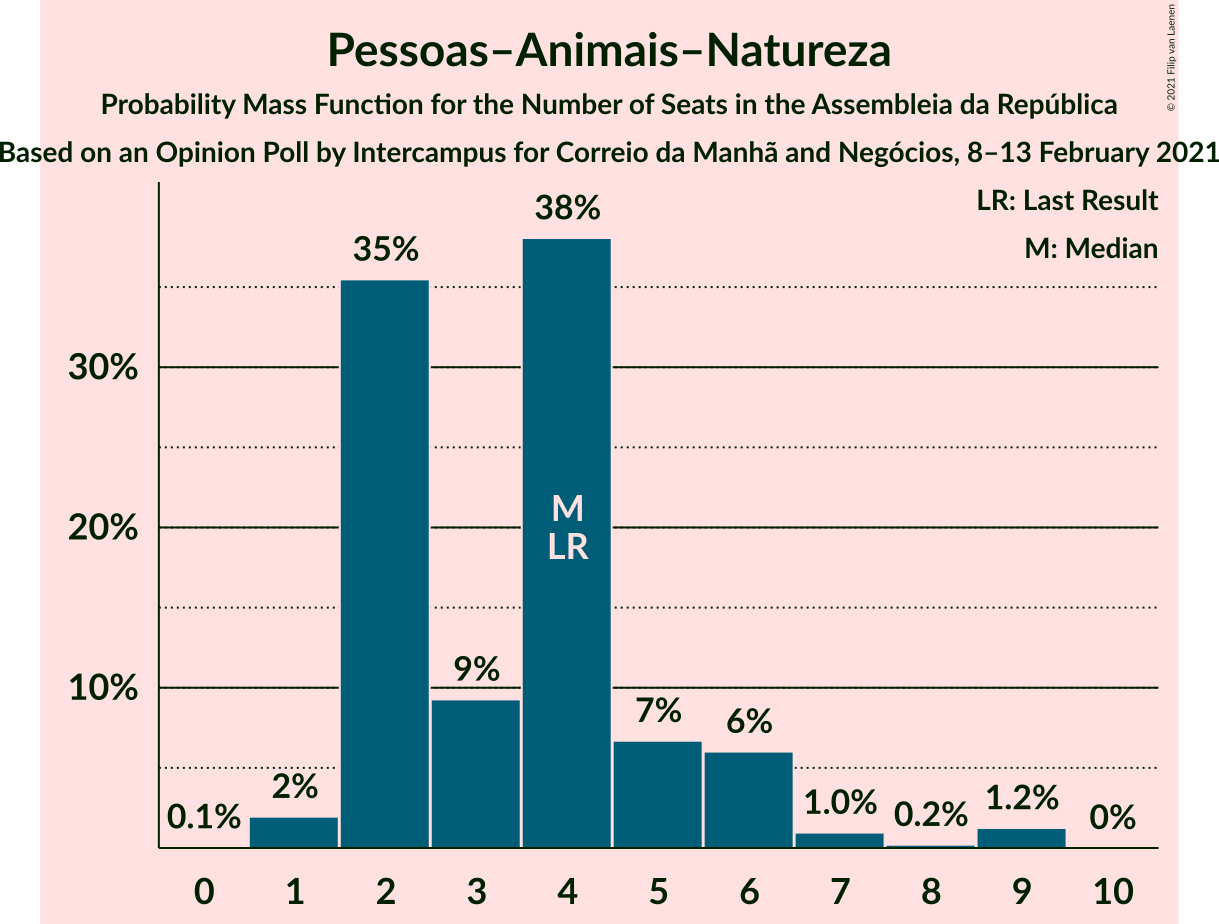 Pessoas–Animais–Natureza
Probability Mass Function for the Number of Seats in the Assembleia da República
Based on an Opinion Poll by Intercampus for Correio da Manhã and Negócios, 8–13 February 2021
© 2021 Filip van Laenen
LR: Last Result
M: Median
38%
35%
30%
20%
10%
M
LR
9%
7%
6%
2%
0.1%
1.0%
0.2%
1.2%
0%
0 1 2 3 4 5 6 7 8 9 10